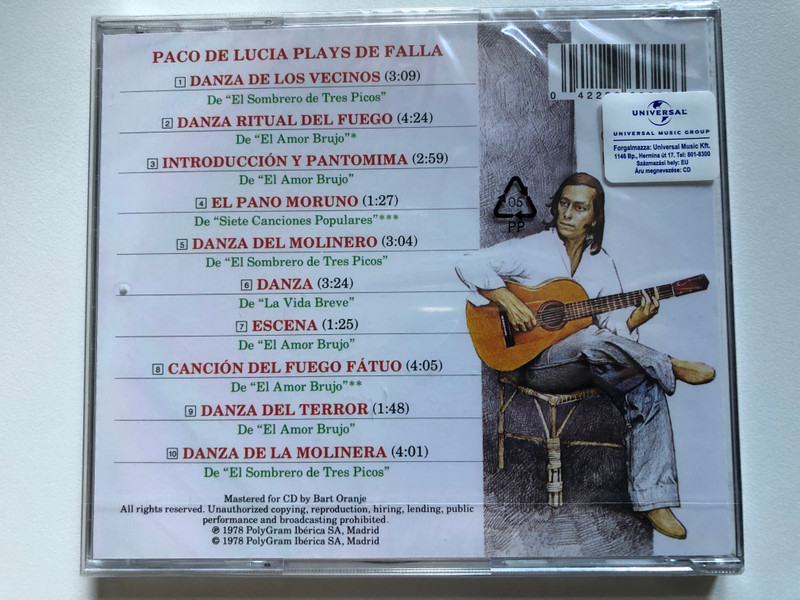 PACO DE LUCIA PLAYS DE FALLA
1 DANZA DE LOS VECINOS (3:09)
De "El Sombrero de Tres Picos"
2 DANZA RITUAL DEL FUEGO (4:24)
De "El Amor Brujo"*
3 INTRODUCCIÓN Y PANTOMIMA (2:59)
De "El Amor Brujo"
4 EL PANO MORUNO (1:27)
De "Siete Canciones Populares"***
5 DANZA DEL MOLINERO (3:04)
De "El Sombrero de Tres Picos"
6 DANZA (3:24)
De "La Vida Breve"
7 ESCENA (1:25)
De "El Amor Brujo"
8 CANCIÓN DEL FUEGO FÁTUO (4:05)
De "El Amor Brujo"**
9 DANZA DEL TERROR (1:48)
De "El Amor Brujo"
10 DANZA DE LA MOLINERA (4:01)
De "El Sombrero de Tres Picos"
Mastered for CD by Bart Oranje
All rights reserved. Unauthorized copying, reproduction, hiring, lending, public
performance and broadcasting prohibited.
℗ 1978 PolyGram Ibérica SA, Madrid
© 1978 PolyGram Ibérica SA, Madrid
0 4228
UNIVERSAL
UNIVERSAL MUSIC GROUP
Forgalmazza: Universal Music Kft.
1146 Bp., Hermina út 17. Tel: 801-8300
Származási hely: EU
Áru megnevezése: CD
05
PP